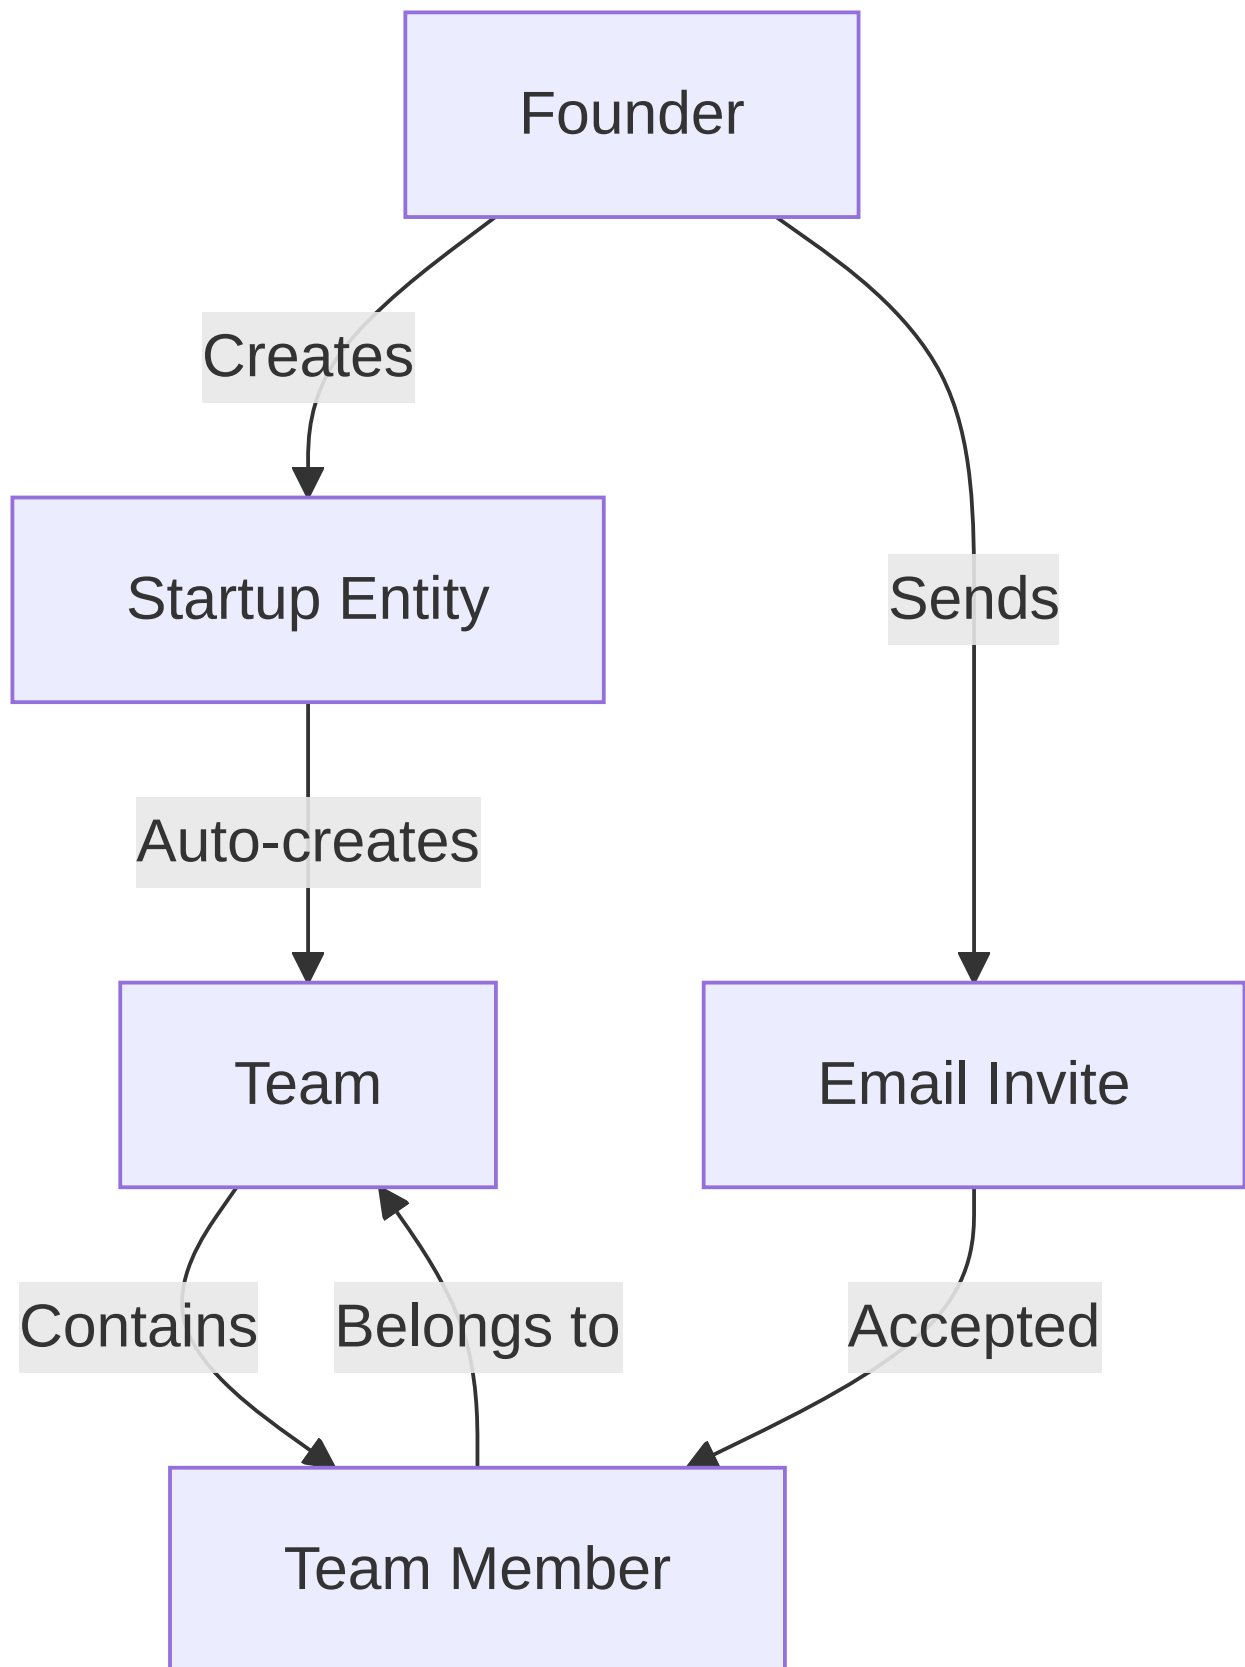 Founder
Creates
Startup Entity
Sends
Auto-creates
Team
Email Invite
Contains
Belongs to
Accepted
Team Member